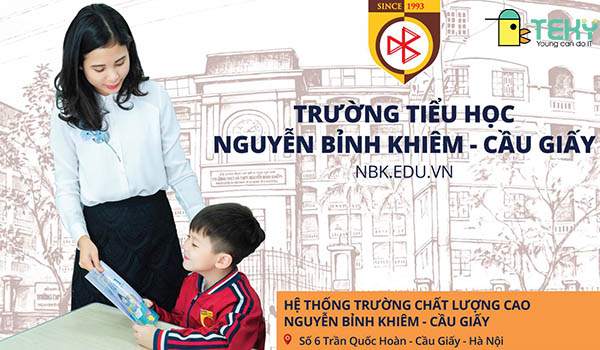 SINCE 1993
TEKY
Young can do IT
TRƯỜNG TIỂU HỌC
NGUYỄN BỈNH KHIÊM - CẦU GIẤY
NBK.EDU.VN
HỆ THỐNG TRƯỜNG CHẤT LƯỢNG CAO
NGUYỄN BỈNH KHIÊM - CẦU GIẤY
Số 6 Trần Quốc Hoàn - Cầu Giấy - Hà Nội